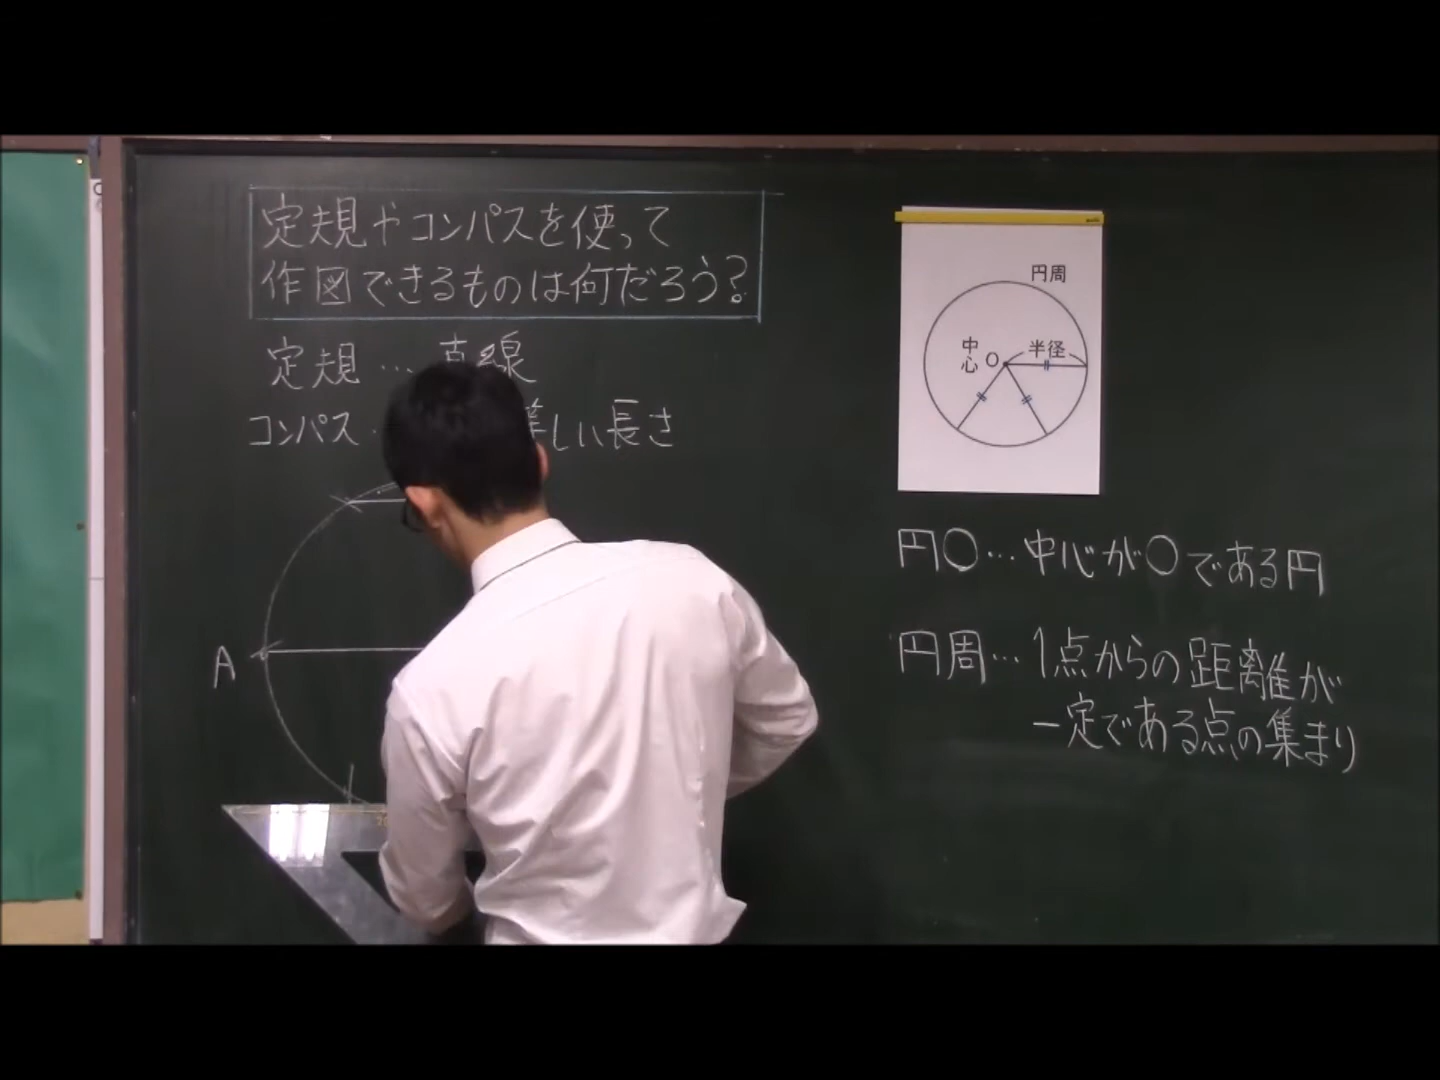 定規やコンパスを使って
作図できるものは何だろう?
定規…直線
コンパス… 等しい長さ
A
円周
中心 O 半径
円O…中心がOである円
円周…1点からの距離が
一定である点の集まり